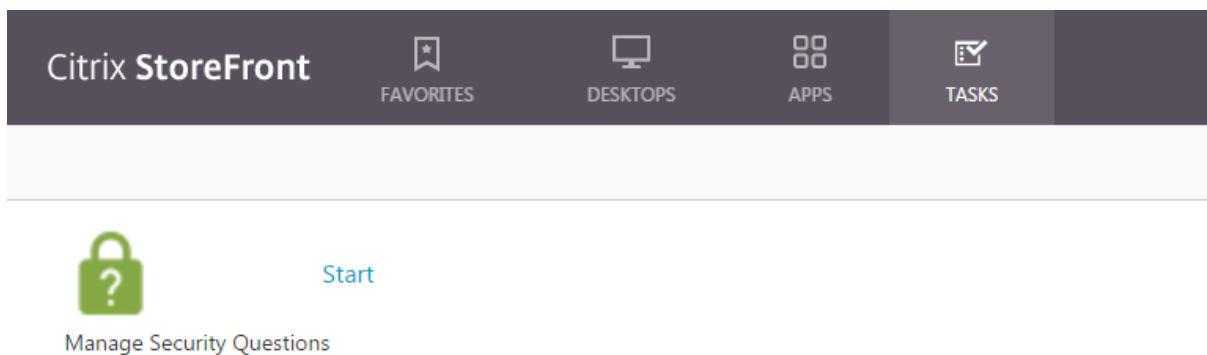 Citrix StoreFront
FAVORITES
DESKTOPS
APPS
TASKS
?
Start
Manage Security Questions